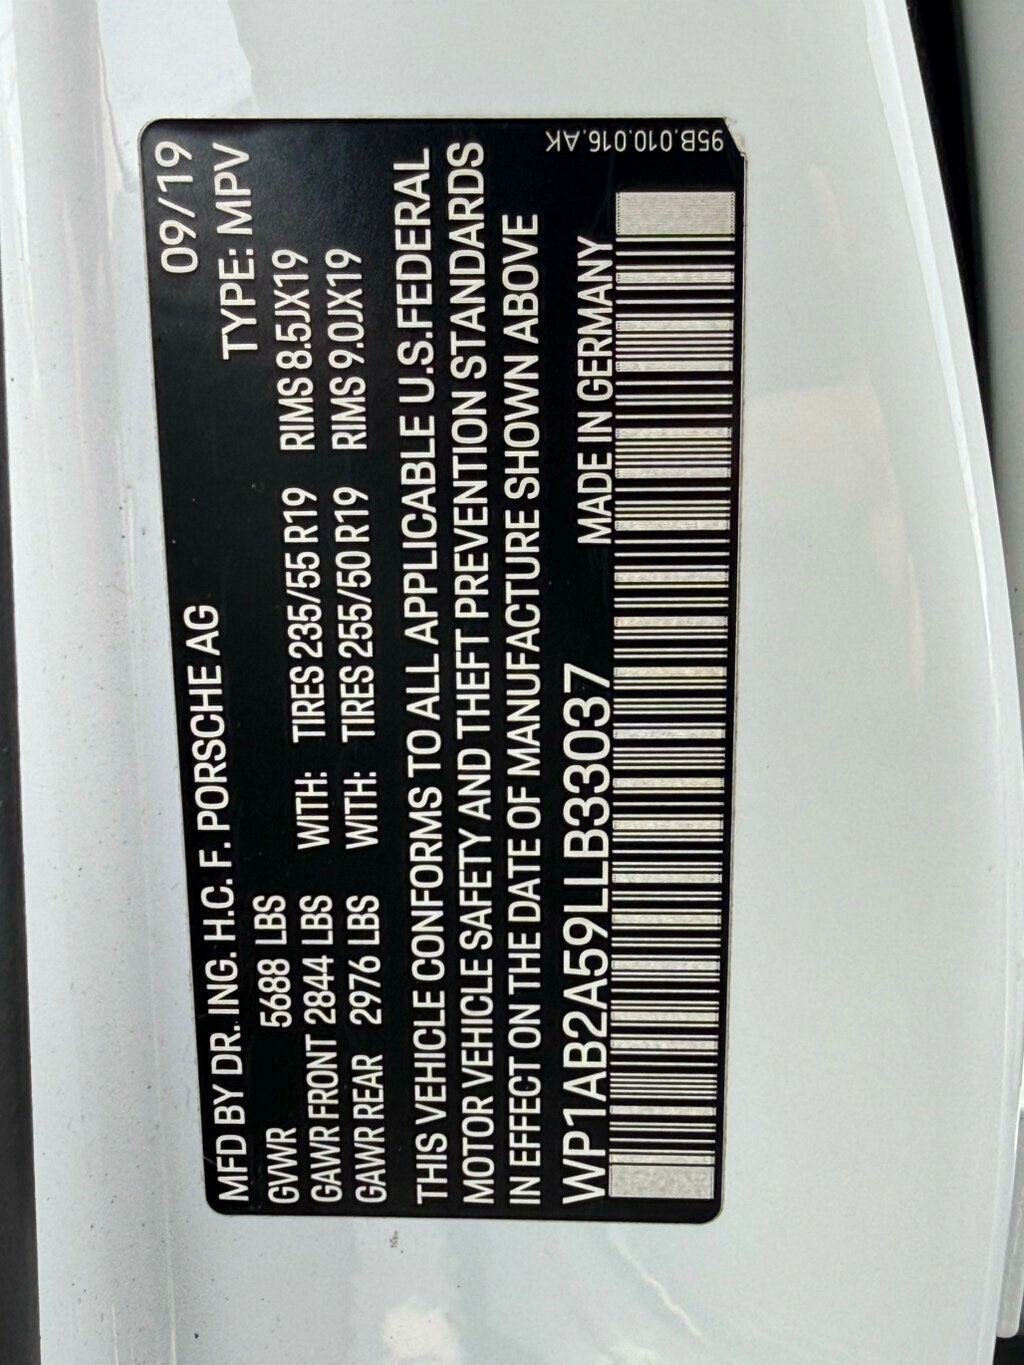 MFD BY DR. ING. H.C. F. PORSCHE AG 09/19
GVWR 5688 LBS TYPE: MPV
GAWR FRONT 2844 LBS WITH: TIRES 235/55 R19 RIMS 8.5JX19
GAWR REAR 2976 LBS WITH: TIRES 255/50 R19 RIMS 9.0JX19
THIS VEHICLE CONFORMS TO ALL APPLICABLE U.S.FEDERAL
MOTOR VEHICLE SAFETY AND THEFT PREVENTION STANDARDS
IN EFFECT ON THE DATE OF MANUFACTURE SHOWN ABOVE
WP1AB2A59LLB33037 MADE IN GERMANY
95B.010.016.AK